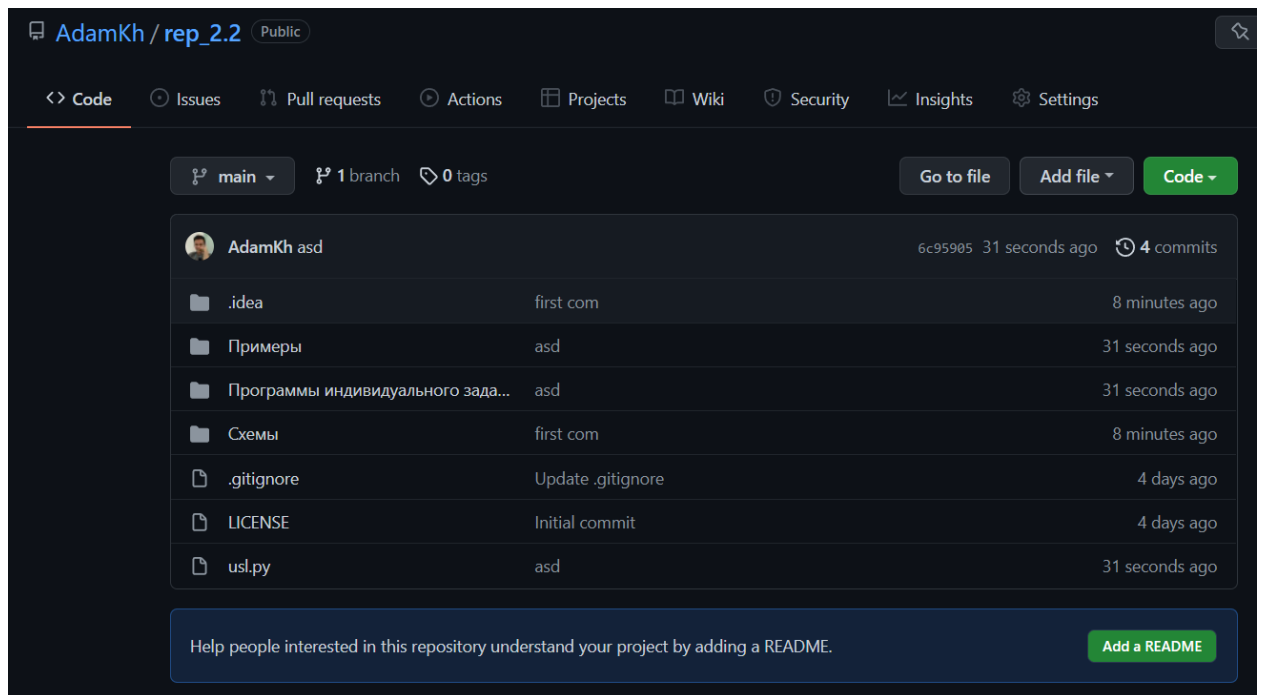 AdamKh / rep_2.2 Public
Code Issues Pull requests Actions Projects Wiki Security Insights Settings
main 1 branch 0 tags Go to file Add file Code
AdamKh asd 6c95905 31 seconds ago 4 commits
.idea first com 8 minutes ago
Примеры asd 31 seconds ago
Программы индивидуального зада... asd 31 seconds ago
Схемы first com 8 minutes ago
.gitignore Update .gitignore 4 days ago
LICENSE Initial commit 4 days ago
usl.py asd 31 seconds ago
Help people interested in this repository understand your project by adding a README. Add a README